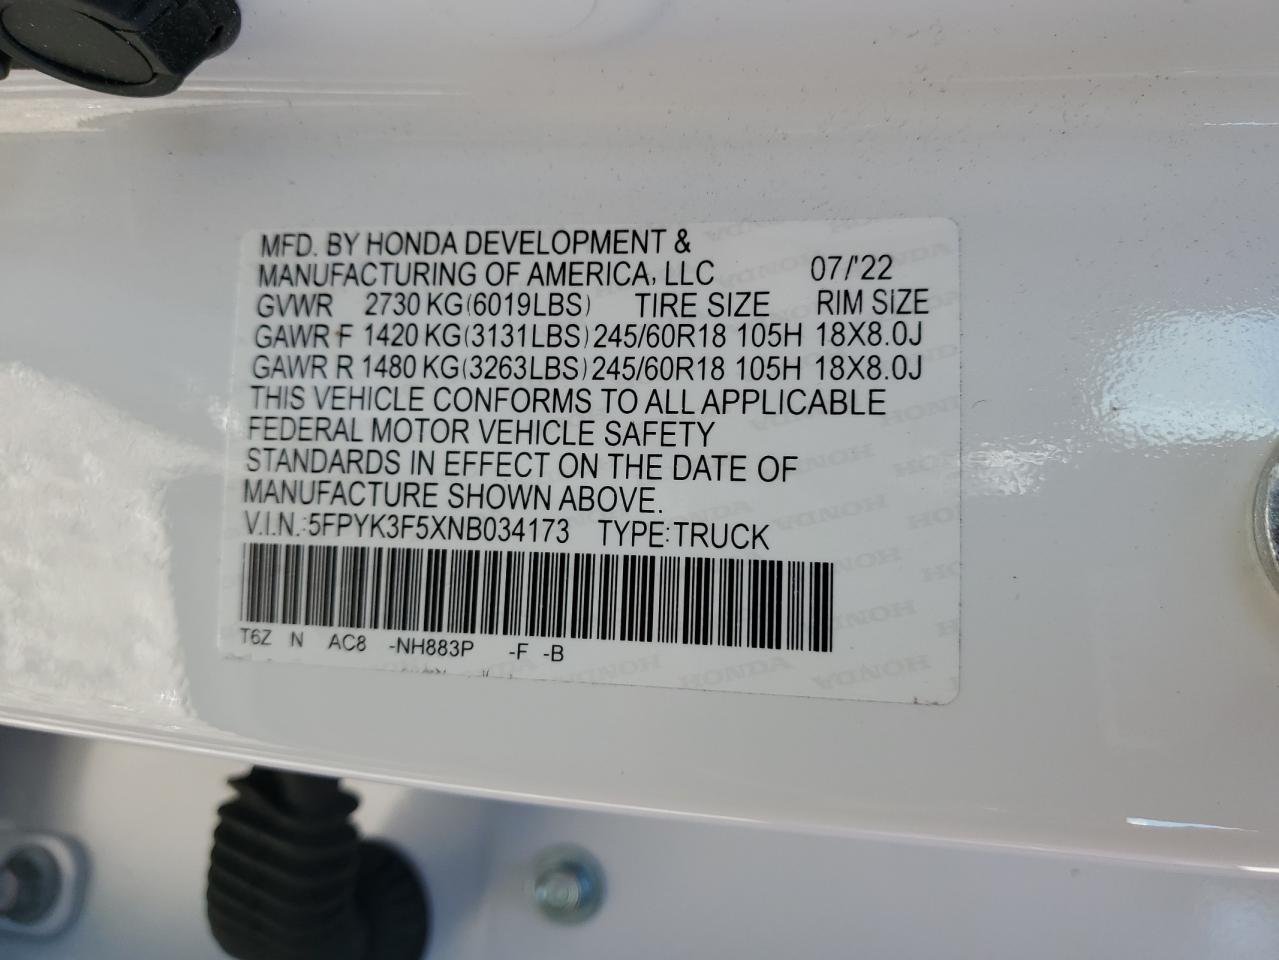 MFD. BY HONDA DEVELOPMENT &
MANUFACTURING OF AMERICA, LLC 07/'22
GVWR 2730 KG(6019LBS) TIRE SIZE RIM SIZE
GAWR F 1420 KG(3131LBS) 245/60R18 105H 18X8.0J
GAWR R 1480 KG(3263LBS) 245/60R18 105H 18X8.0J
THIS VEHICLE CONFORMS TO ALL APPLICABLE
FEDERAL MOTOR VEHICLE SAFETY
STANDARDS IN EFFECT ON THE DATE OF
MANUFACTURE SHOWN ABOVE.
V.I.N.:5FPYK3F5XNB034173 TYPE:TRUCK
T6Z N AC8 -NH883P -F -B